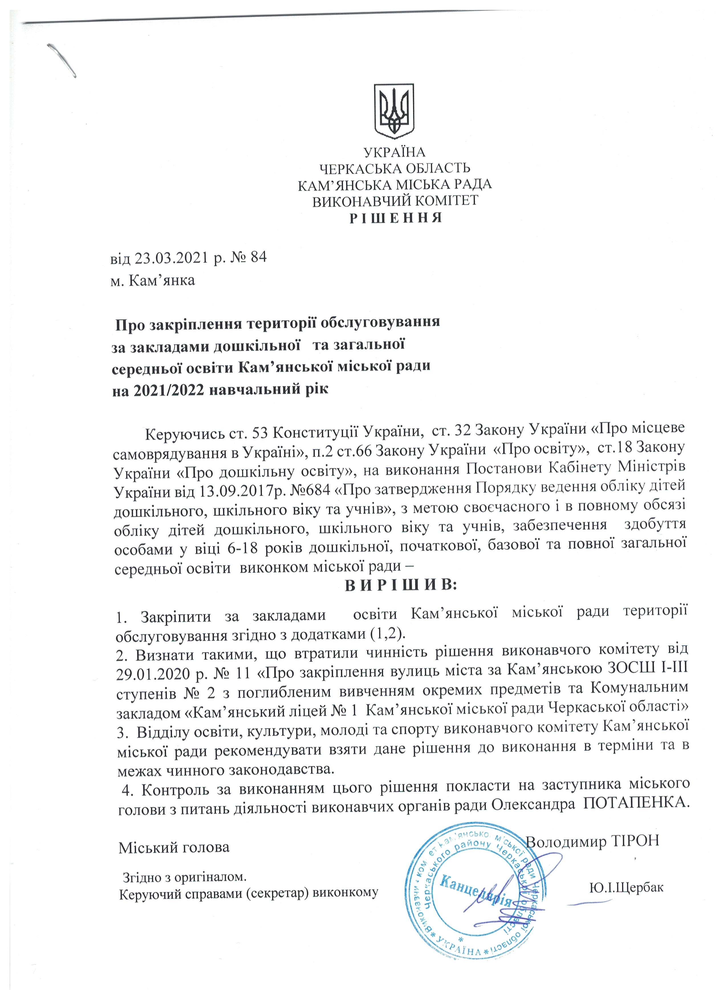 УКРАЇНА
ЧЕРКАСЬКА ОБЛАСТЬ
КАМ’ЯНСЬКА МІСЬКА РАДА
ВИКОНАВЧИЙ КОМІТЕТ
Р І Ш Е Н Н Я
від 23.03.2021 р. № 84
м. Кам’янка
Про закріплення території обслуговування
за закладами дошкільної та загальної
середньої освіти Кам’янської міської ради
на 2021/2022 навчальний рік
Керуючись ст. 53 Конституції України, ст. 32 Закону України «Про місцеве
самоврядування в Україні», п.2 ст.66 Закону України «Про освіту», ст.18 Закону
України «Про дошкільну освіту», на виконання Постанови Кабінету Міністрів
України від 13.09.2017р. №684 «Про затвердження Порядку ведення обліку дітей
дошкільного, шкільного віку та учнів», з метою своєчасного і в повному обсязі
обліку дітей дошкільного, шкільного віку та учнів, забезпечення здобуття
особами у віці 6-18 років дошкільної, початкової, базової та повної загальної
середньої освіти виконком міської ради –
В И Р І Ш И В:
1. Закріпити за закладами освіти Кам’янської міської ради території
обслуговування згідно з додатками (1,2).
2. Визнати такими, що втратили чинність рішення виконавчого комітету від
29.01.2020 р. № 11 «Про закріплення вулиць міста за Кам’янською ЗОСШ І-ІІІ
ступенів № 2 з поглибленим вивченням окремих предметів та Комунальним
закладом «Кам’янський ліцей № 1 Кам’янської міської ради Черкаської області»
3. Відділу освіти, культури, молоді та спорту виконавчого комітету Кам’янської
міської ради рекомендувати взяти дане рішення до виконання в терміни та в
межах чинного законодавства.
4. Контроль за виконанням цього рішення покласти на заступника міського
голови з питань діяльності виконавчих органів ради Олександра ПОТАПЕНКА.
Міський голова Володимир ТІРОН
Згідно з оригіналом.
Керуючий справами (секретар) виконкому Ю.І.Щербак
міської ради Черкаської області
Черкаського району Черкаської області
Канцелярія
* УКРАЇНА *